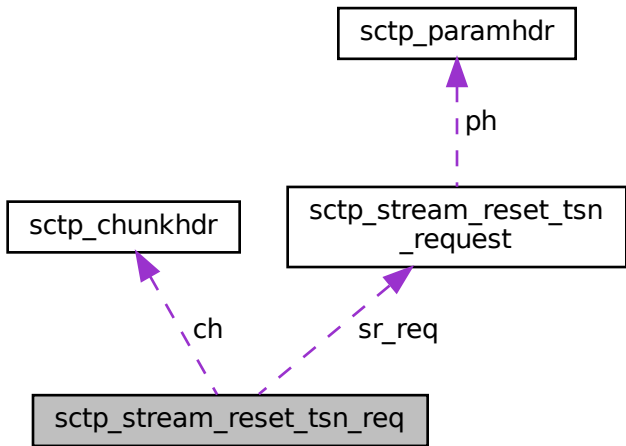 sctp_paramhdr
ph
sctp_chunkhdr
sctp_stream_reset_tsn
_request
ch
sr_req
sctp_stream_reset_tsn_req